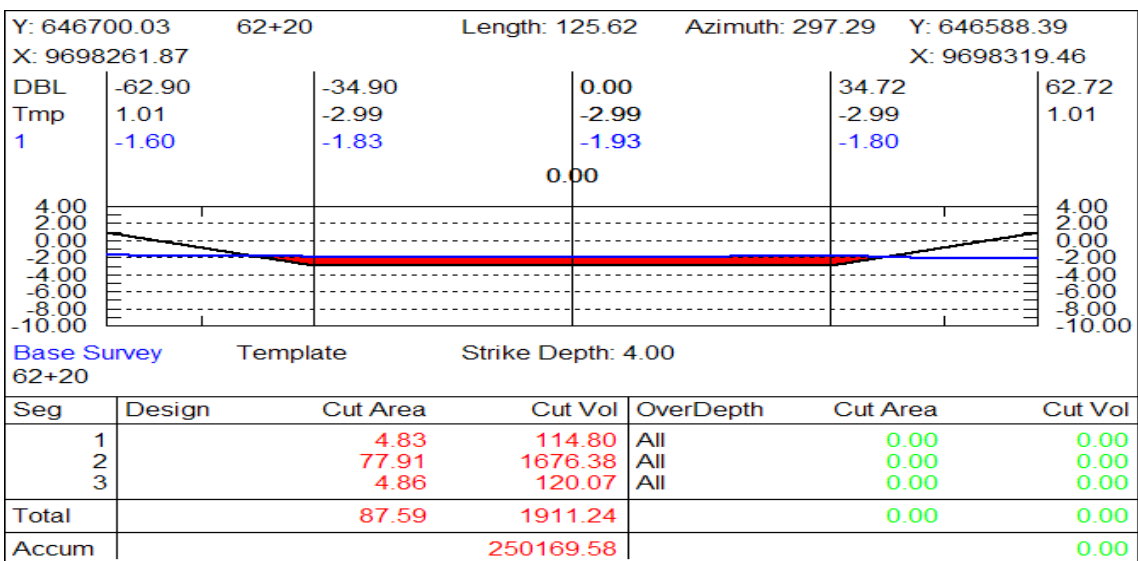 Y: 646700.03 62+20 Length: 125.62 Azimuth: 297.29 Y: 646588.39
X: 9698261.87 X: 9698319.46
DBL -62.90 -34.90 0.00 34.72 62.72
Tmp 1.01 -2.99 -2.99 -2.99 1.01
1 -1.60 -1.83 -1.93 -1.80
0.00
4.00 4.00
2.00 2.00
0.00 0.00
-2.00 -2.00
-4.00 -4.00
-6.00 -6.00
-8.00 -8.00
-10.00 -10.00
Base Survey Template Strike Depth: 4.00
62+20
Seg Design Cut Area Cut Vol OverDepth Cut Area Cut Vol
1 4.83 114.80 All 0.00 0.00
2 77.91 1676.38 All 0.00 0.00
3 4.86 120.07 All 0.00 0.00
Total 87.59 1911.24 0.00 0.00
Accum 250169.58 0.00